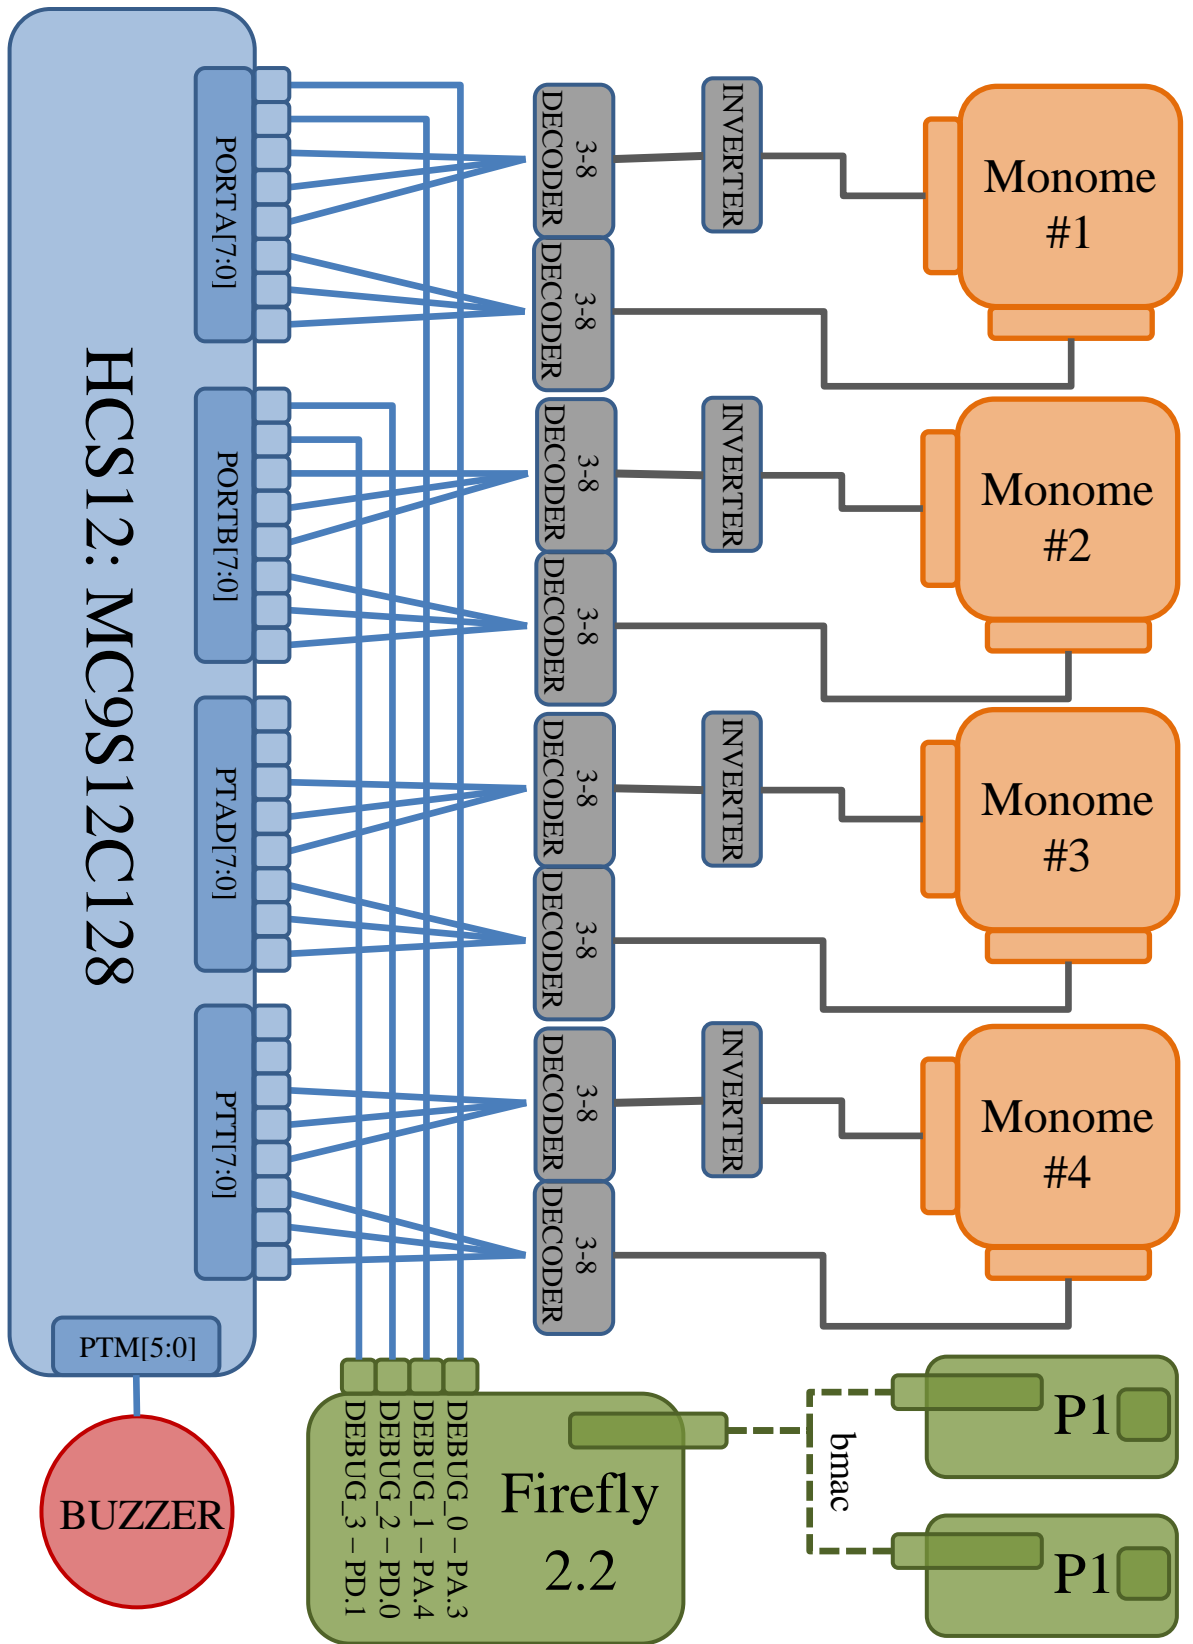 HCS12: MC9S12C128
PORTA[7:0]
PORTB[7:0]
PTAD[7:0]
PTT[7:0]
PTM[5:0]
BUZZER
3-8
DECODER
3-8
DECODER
INVERTER
Monome
#1
3-8
DECODER
3-8
DECODER
INVERTER
Monome
#2
3-8
DECODER
3-8
DECODER
INVERTER
Monome
#3
3-8
DECODER
3-8
DECODER
INVERTER
Monome
#4
DEBUG_0 – PA.3
DEBUG_1 – PA.4
DEBUG_2 – PD.0
DEBUG_3 – PD.1
Firefly
2.2
bmac
P1
P1